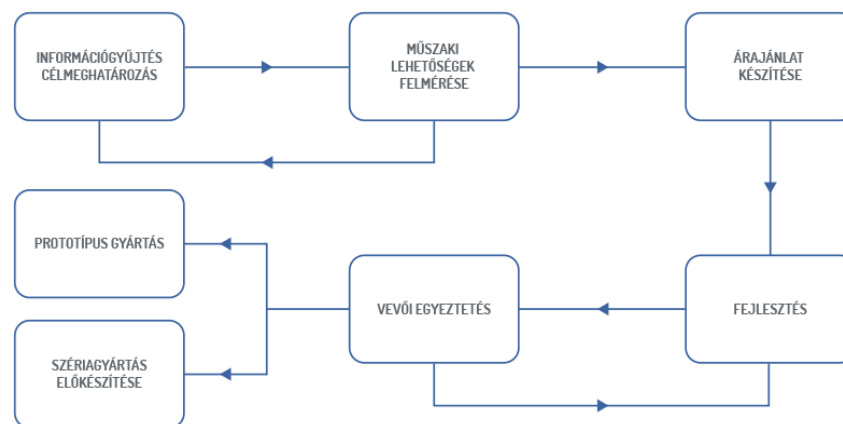 INFORMÁCIÓGYŰJTÉS
CÉLMEGHATÁROZÁS
MŰSZAKI
LEHETŐSÉGEK
FELMÉRÉSE
ÁRAJÁNLAT
KÉSZÍTÉSE
FEJLESZTÉS
VEVŐI EGYEZTETÉS
PROTOTÍPUS GYÁRTÁS
SZÉRIAGYÁRTÁS
ELŐKÉSZÍTÉSE